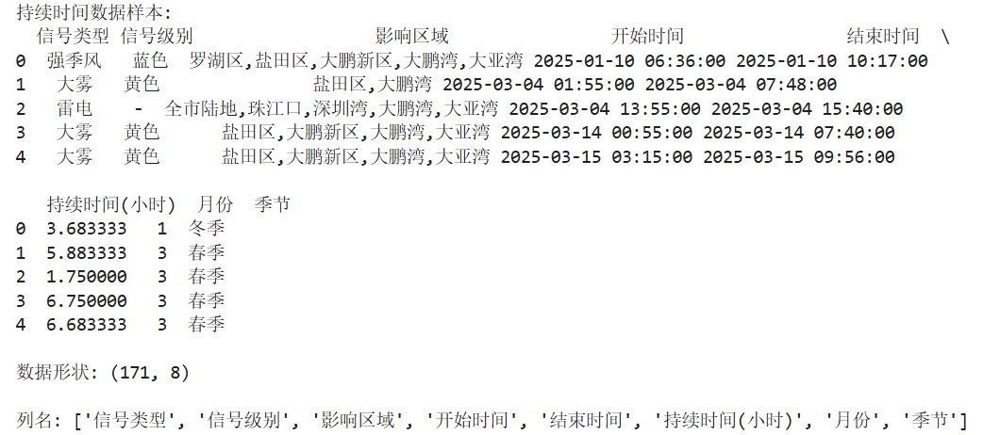 持续时间数据样本:
信号类型 信号级别 影响区域 开始时间 结束时间 \
0 强季风 蓝色 罗湖区,盐田区,大鹏新区,大鹏湾,大亚湾 2025-01-10 06:36:00 2025-01-10 10:17:00
1 大雾 黄色 盐田区,大鹏湾 2025-03-04 01:55:00 2025-03-04 07:48:00
2 雷电 - 全市陆地,珠江口,深圳湾,大鹏湾,大亚湾 2025-03-04 13:55:00 2025-03-04 15:40:00
3 大雾 黄色 盐田区,大鹏新区,大鹏湾,大亚湾 2025-03-14 00:55:00 2025-03-14 07:40:00
4 大雾 黄色 盐田区,大鹏新区,大鹏湾,大亚湾 2025-03-15 03:15:00 2025-03-15 09:56:00
持续时间(小时) 月份 季节
0 3.683333 1 冬季
1 5.883333 3 春季
2 1.750000 3 春季
3 6.750000 3 春季
4 6.683333 3 春季
数据形状: (171, 8)
列名: ['信号类型', '信号级别', '影响区域', '开始时间', '结束时间', '持续时间(小时)', '月份', '季节']